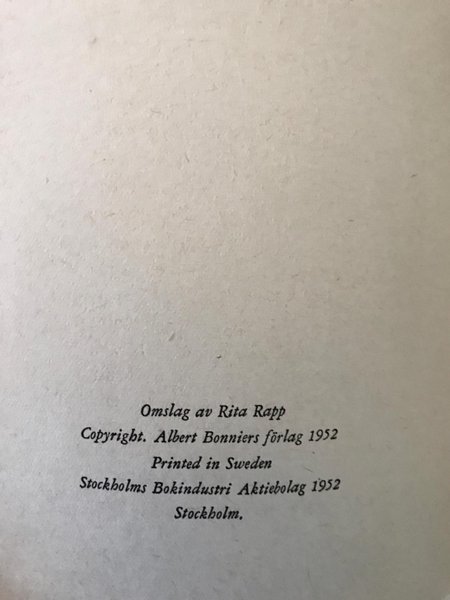 Omslag av Rita Rapp
Copyright. Albert Bonniers förlag 1952
Printed in Sweden
Stockholms Bokindustri Aktiebolag 1952
Stockholm.